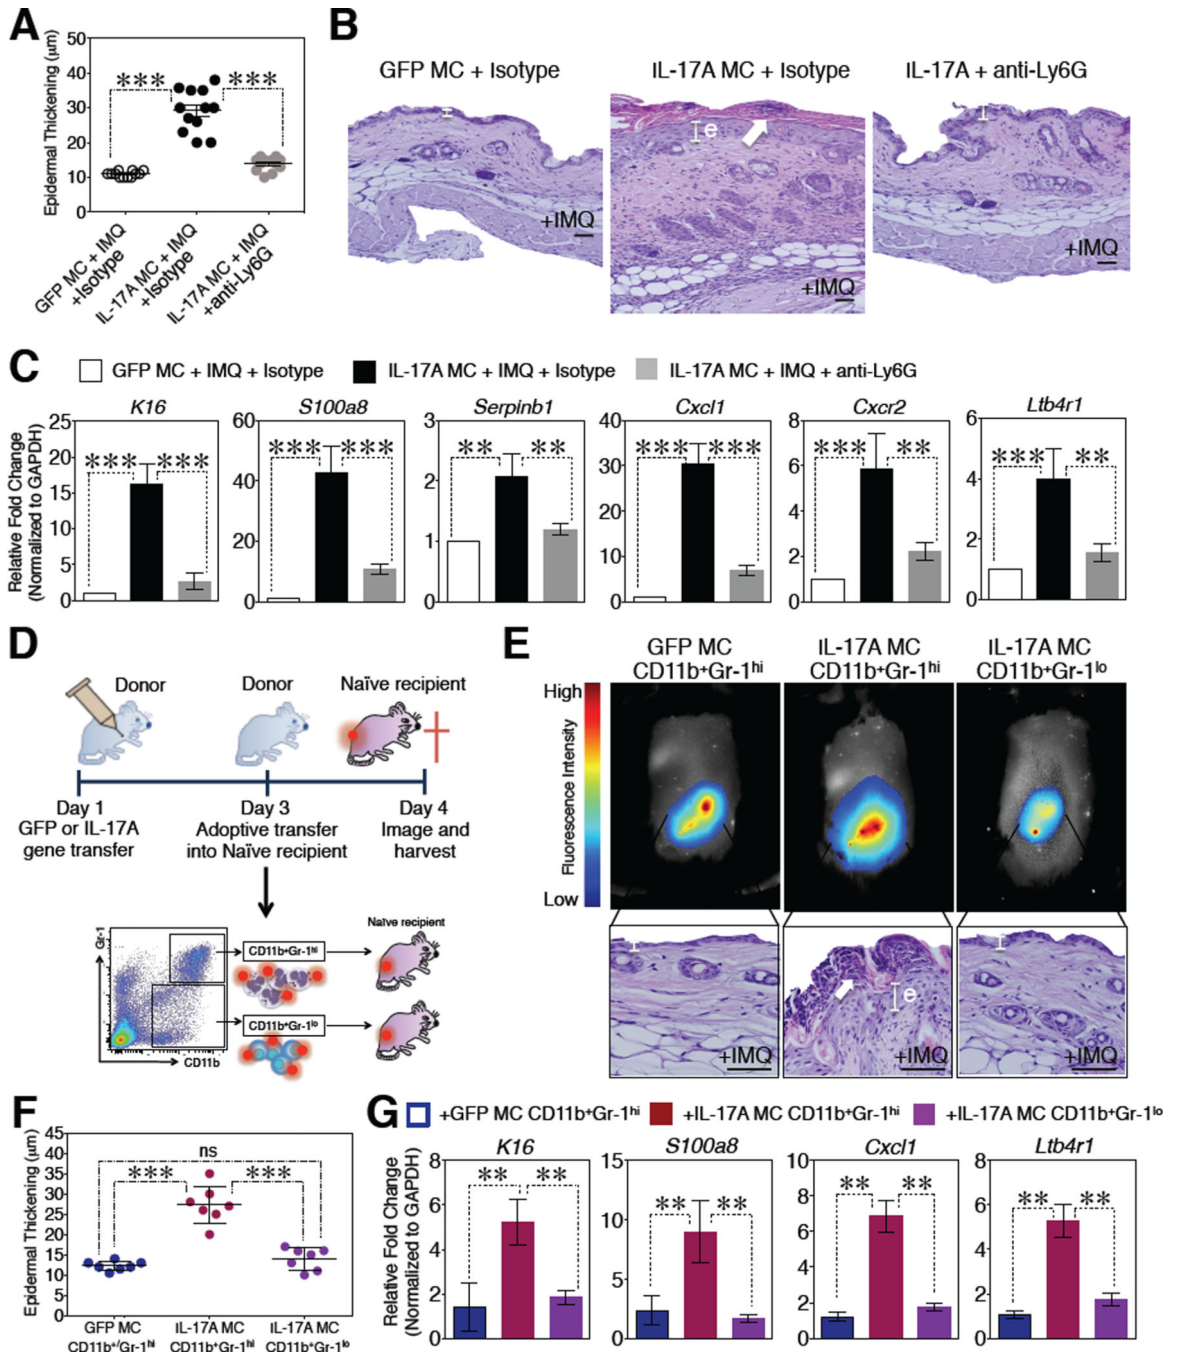 A
Epidermal Thickening (μm)
50
40
30
20
10
0
***
***
GFP MC + IMQ
+Isotype
IL-17A MC + IMQ
+Isotype
IL-17A MC + IMQ
+anti-Ly6G
B
GFP MC + Isotype
IL-17A MC + Isotype
IL-17A + anti-Ly6G
e
+IMQ
+IMQ
+IMQ
C
GFP MC + IMQ + Isotype
IL-17A MC + IMQ + Isotype
IL-17A MC + IMQ + anti-Ly6G
Relative Fold Change
(Normalized to GAPDH)
K16
25
20
15
10
5
0
***
***
S100a8
60
40
20
0
***
***
Serpinb1
3
2
1
0
**
**
Cxcl1
40
30
20
10
0
***
***
Cxcr2
8
6
4
2
0
***
**
Ltb4r1
6
4
2
0
***
**
D
Donor
Donor
Naïve recipient
Day 1
GFP or IL-17A
gene transfer
Day 3
Adoptive transfer
into Naïve recipient
Day 4
Image and
harvest
Gr-1
CD11b
CD11b+Gr-1hi
CD11b+Gr-1lo
Naïve recipient
E
GFP MC
CD11b+Gr-1hi
IL-17A MC
CD11b+Gr-1hi
IL-17A MC
CD11b+Gr-1lo
High
Fluorescence Intensity
Low
e
+IMQ
+IMQ
+IMQ
F
Epidermal Thickening (μm)
45
40
35
30
25
20
15
10
5
0
ns
***
***
GFP MC
CD11b+/Gr-1hi
IL-17A MC
CD11b+Gr-1hi
IL-17A MC
CD11b+Gr-1lo
G
+GFP MC CD11b+Gr-1hi
+IL-17A MC CD11b+Gr-1hi
+IL-17A MC CD11b+Gr-1lo
Relative Fold Change
(Normalized to GAPDH)
K16
8
6
4
2
0
**
**
S100a8
15
10
5
0
**
**
Cxcl1
10
8
6
4
2
0
**
**
Ltb4r1
8
6
4
2
0
**
**